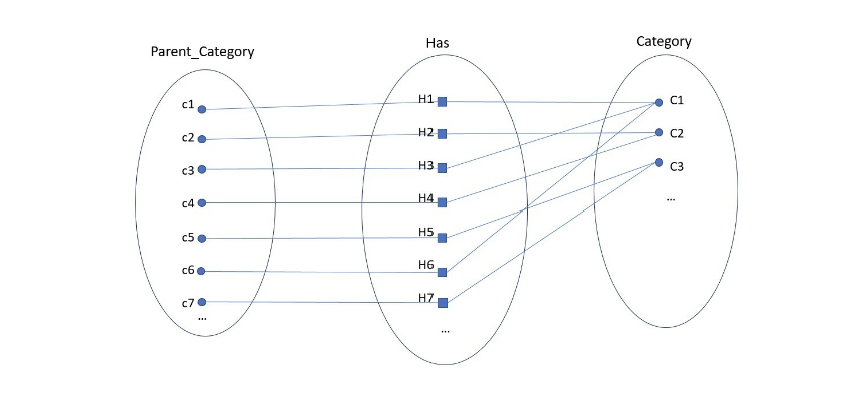 Parent_Category
Has
Category
c1
c2
c3
c4
c5
c6
c7
...
H1
H2
H3
H4
H5
H6
H7
...
C1
C2
C3
...